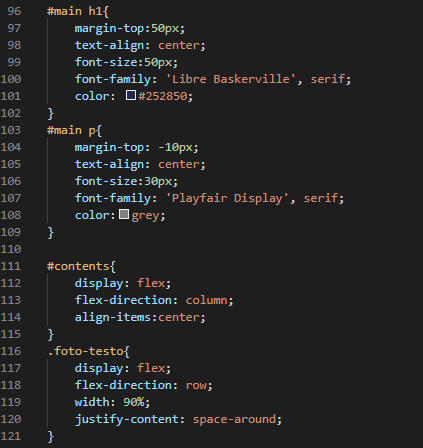 96 #main h1{
97 margin-top:50px;
98 text-align: center;
99 font-size:50px;
100 font-family: 'Libre Baskerville', serif;
101 color: #252850;
102 }
103 #main p{
104 margin-top: -10px;
105 text-align: center;
106 font-size:30px;
107 font-family: 'Playfair Display', serif;
108 color:grey;
109 }
110
111 #contents{
112 display: flex;
113 flex-direction: column;
114 align-items:center;
115 }
116 .foto-testo{
117 display: flex;
118 flex-direction: row;
119 width: 90%;
120 justify-content: space-around;
121 }